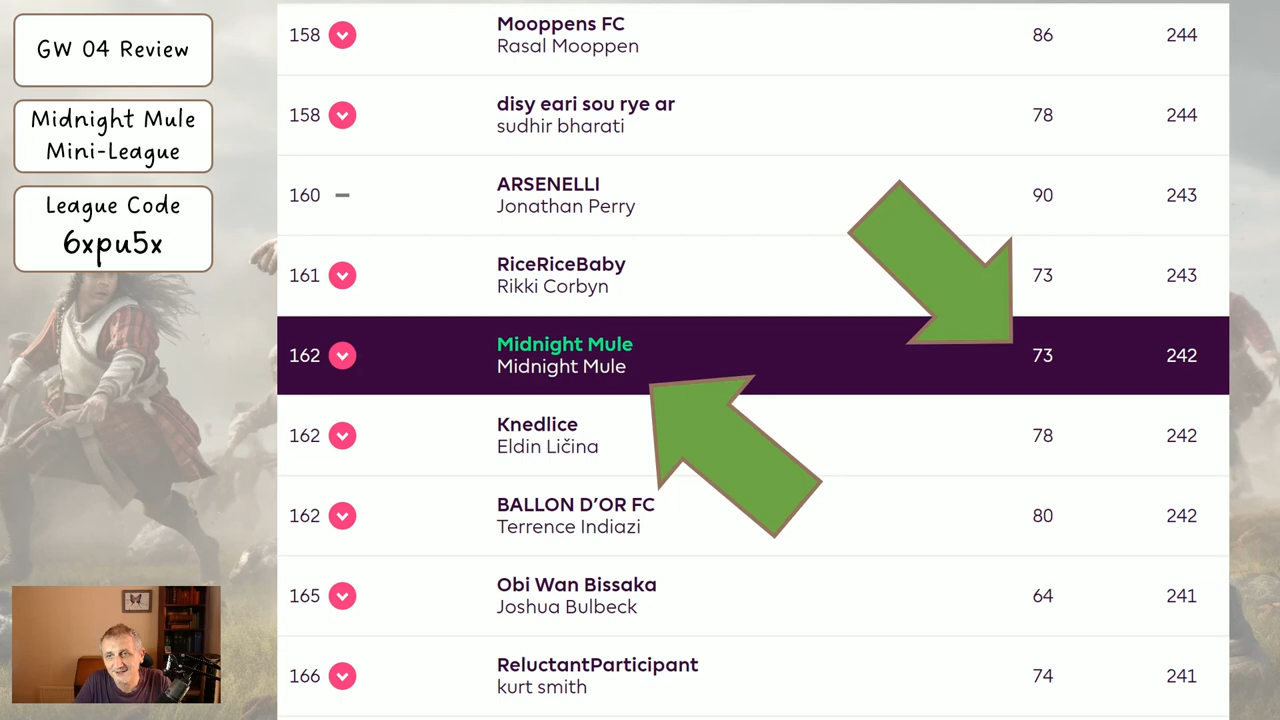 GW 04 Review
Midnight Mule
Mini-League
League Code
6xpu5x
158 Mooppens FC 86 244
Rasal Mooppen
158 disy eari sou rye ar 78 244
sudhir bharati
160 ARSENELLI 90 243
Jonathan Perry
161 RiceRiceBaby 73 243
Rikki Corbyn
162 Midnight Mule 73 242
Midnight Mule
162 Knedlice 78 242
Eldin Ličina
162 BALLON D’OR FC 80 242
Terrence Indiazi
165 Obi Wan Bissaka 64 241
Joshua Bulbeck
166 ReluctantParticipant 74 241
kurt smith